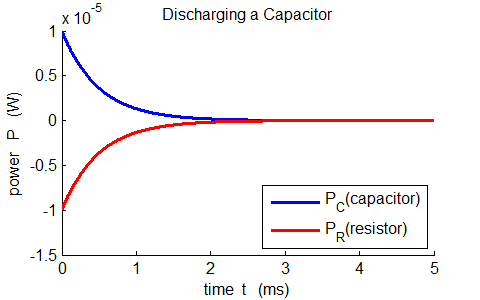 Discharging a Capacitor
x 10^-5
1
0.5
0
-0.5
-1
-1.5
power P (W)
0 1 2 3 4 5
time t (ms)
P_C(capacitor)
P_R(resistor)